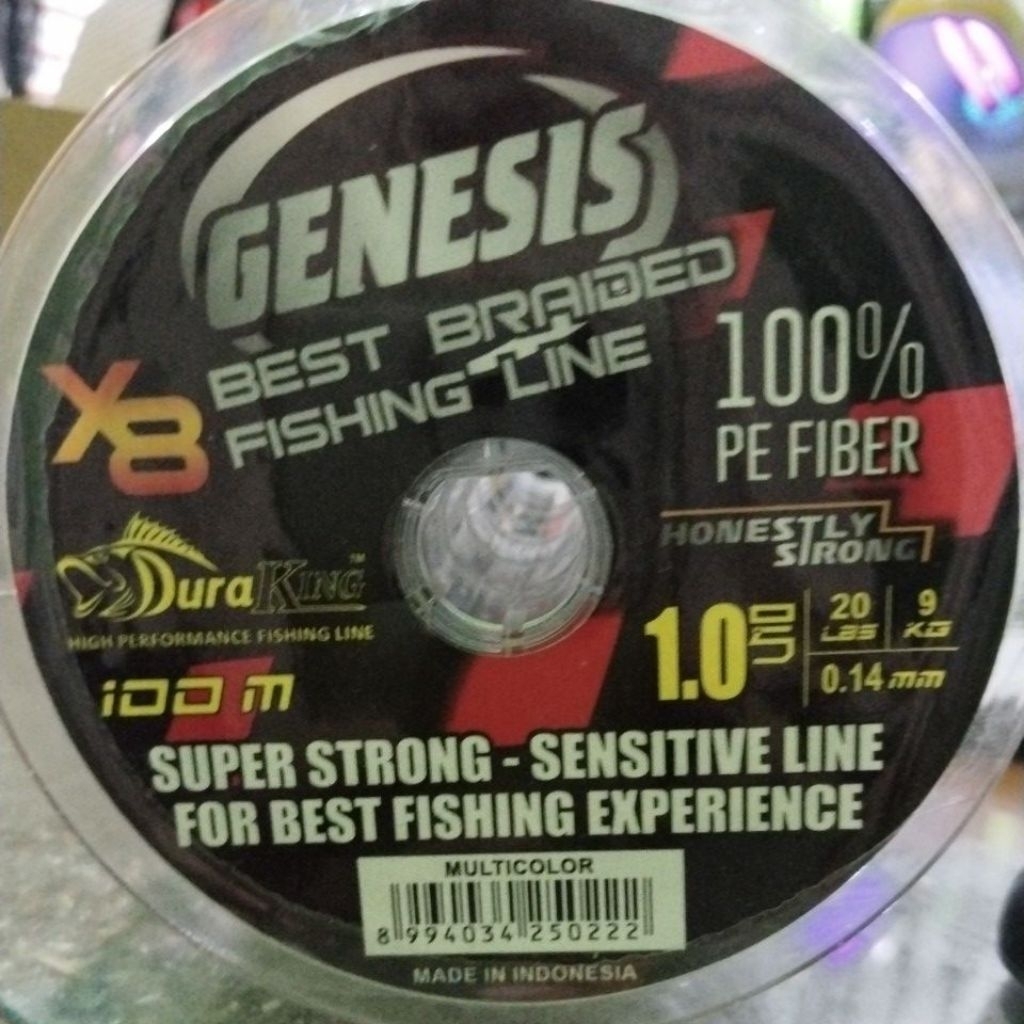 GENESIS
BEST BRAIDED
FISHING LINE
X8
100%
PE FIBER
HONESTLY
STRONG
DuraKing™
HIGH PERFORMANCE FISHING LINE
100 m
1.0
20 LBS
9 KG
0.14 mm
SUPER STRONG - SENSITIVE LINE
FOR BEST FISHING EXPERIENCE
MULTICOLOR
8 994034 250222
MADE IN INDONESIA